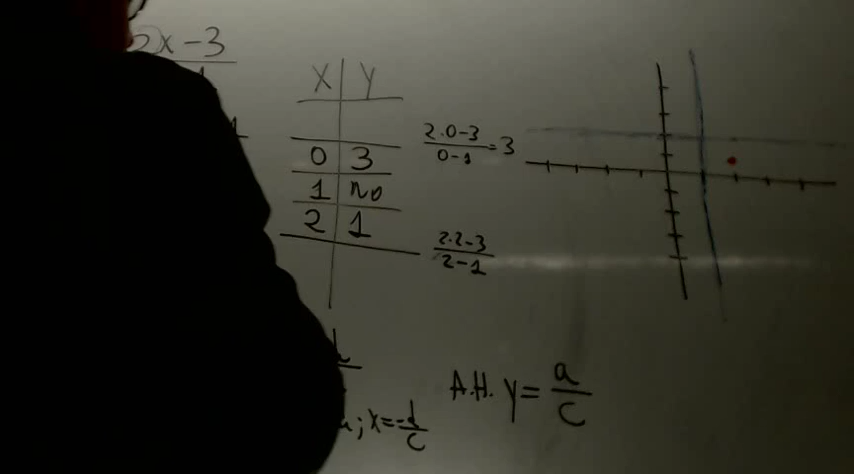 2x-3
X Y
0 3
1 no
2 1
2.0-3
0-1
=3
2.2-3
2-1
A.H. y=a/c
; x=-d/c